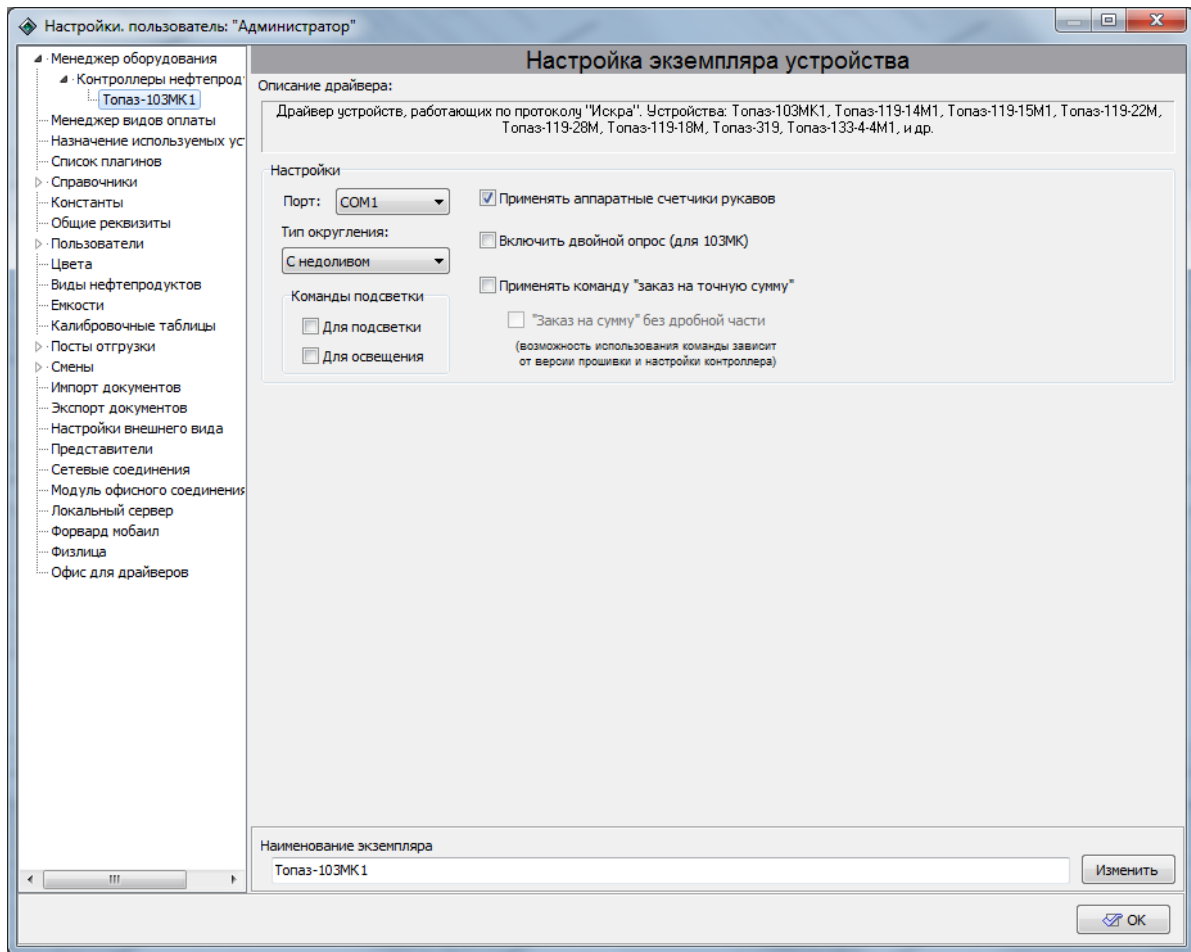 Настройки. пользователь: "Администратор"
Менеджер оборудования
Контроллеры нефтепрод
Топаз-103МК1
Менеджер видов оплаты
Назначение используемых ус
Список плагинов
Справочники
Константы
Общие реквизиты
Пользователи
Цвета
Виды нефтепродуктов
Емкости
Калибровочные таблицы
Посты отгрузки
Смены
Импорт документов
Экспорт документов
Настройки внешнего вида
Представители
Сетевые соединения
Модуль офисного соединения
Локальный сервер
Форвард мобаил
Физлица
Офис для драйверов
Настройка экземпляра устройства
Описание драйвера:
Драйвер устройств, работающих по протоколу "Искра". Устройства: Топаз-103МК1, Топаз-119-14М1, Топаз-119-15М1, Топаз-119-22М,
Топаз-119-28М, Топаз-119-18М, Топаз-319, Топаз-133-4-4М1, и др.
Настройки
Порт: COM1
Тип округления:
С недоливом
Команды подсветки
Для подсветки
Для освещения
Применять аппаратные счетчики рукавов
Включить двойной опрос (для 103МК)
Применять команду "заказ на точную сумму"
"Заказ на сумму" без дробной части
(возможность использования команды зависит
от версии прошивки и настройки контроллера)
Наименование экземпляра
Топаз-103МК1
Изменить
OK